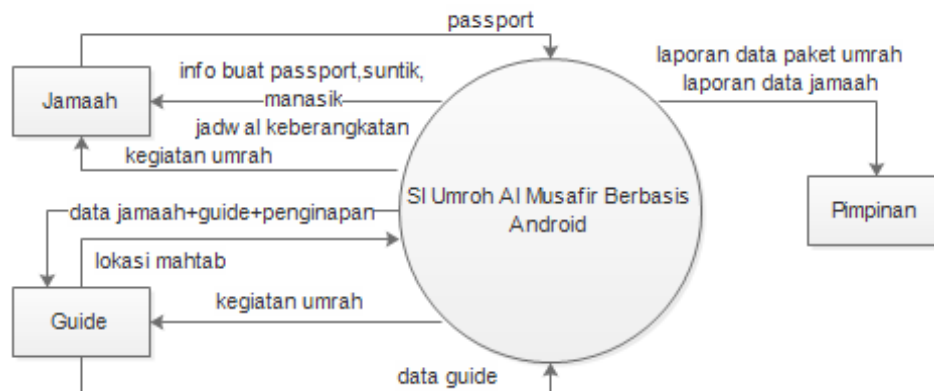 passport
laporan data paket umrah
laporan data jamaah
info buat passport,suntik,
manasik
jadwal keberangkatan
kegiatan umrah
Jamaah
SI Umroh Al Musafir Berbasis
Android
Pimpinan
data jamaah+guide+penginapan
lokasi mahtab
kegiatan umrah
Guide
data guide